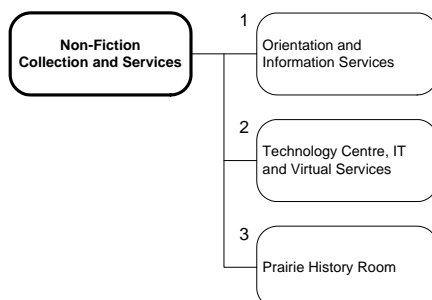 Non-Fiction
Collection and Services
1
Orientation and
Information Services
2
Technology Centre, IT
and Virtual Services
3
Prairie History Room